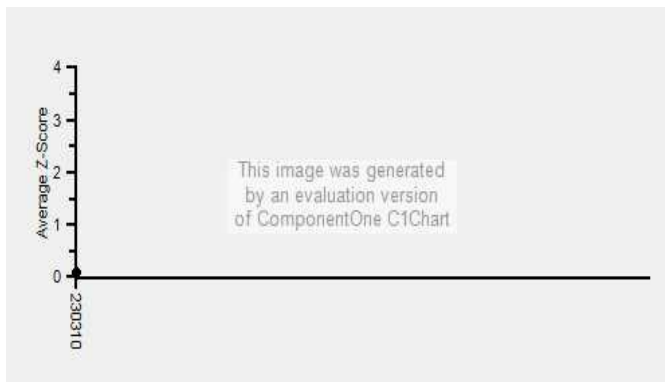 4
3
2
1
0
Average Z-Score
This image was generated
by an evaluation version
of ComponentOne C1Chart
230310